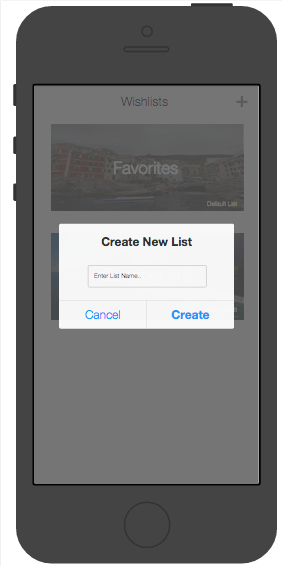 Wishlists
Favorites
Default List
Create New List
Enter List Name..
Cancel
Create